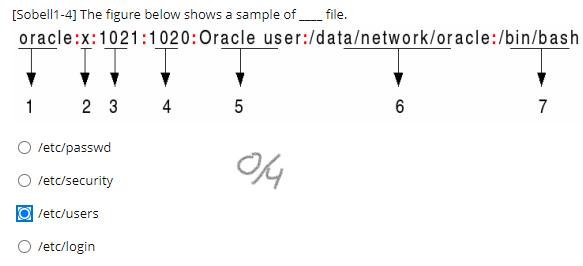 [Sobell1-4] The figure below shows a sample of ____ file.
oracle:x:1021:1020:Oracle user:/data/network/oracle:/bin/bash
1 2 3 4 5 6 7
/etc/passwd
0/4
/etc/security
/etc/users
/etc/login